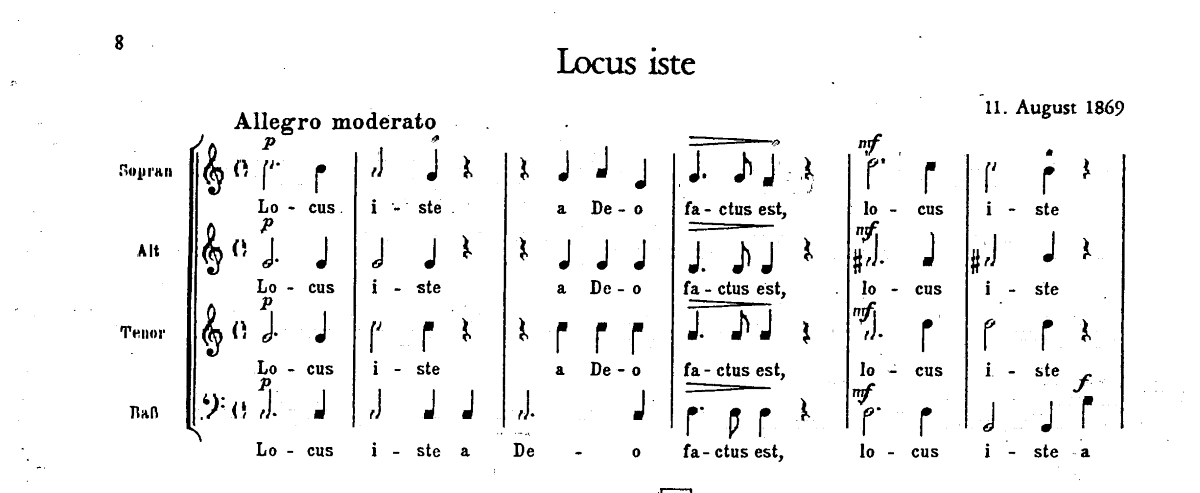 8
Locus iste
11. August 1869
Allegro moderato
p mf
Sopran
Lo - cus i - ste a De - o fa - ctus est, lo - cus i - ste
p mf
Alt
Lo - cus i - ste a De - o fa - ctus est, lo - cus i - ste
p mf
Tenor
Lo - cus i - ste a De - o fa - ctus est, lo - cus i - ste
p mf f
Baß
Lo - cus i - ste a De - o fa - ctus est, lo - cus i - ste a